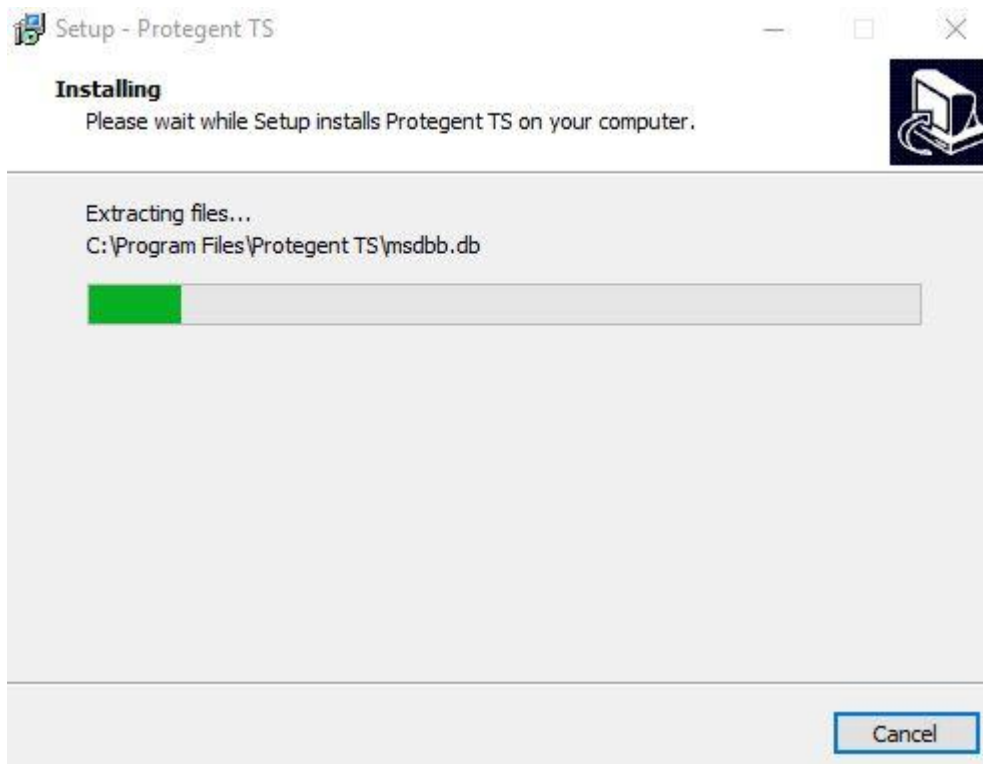 Setup - Protegent TS
Installing
Please wait while Setup installs Protegent TS on your computer.
Extracting files...
C:\Program Files\Protegent TS\msdbb.db
Cancel